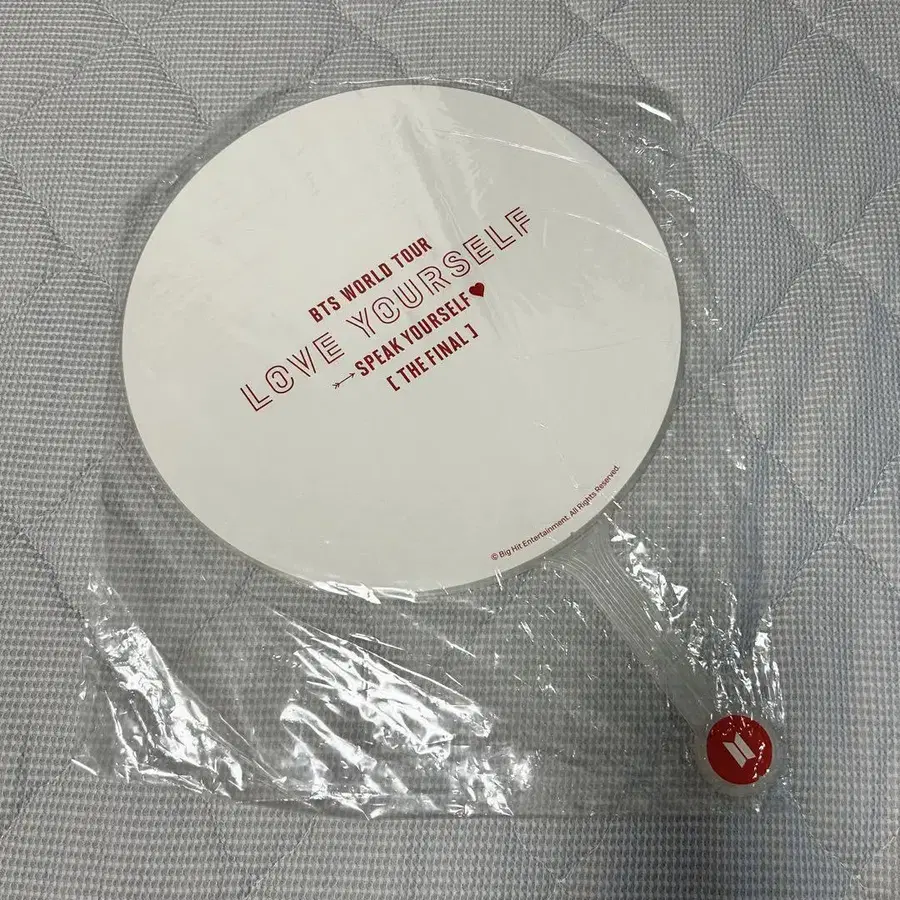 BTS WORLD TOUR
LOVE YOURSELF
SPEAK YOURSELF
[THE FINAL]
© Big Hit Entertainment. All Rights Reserved.